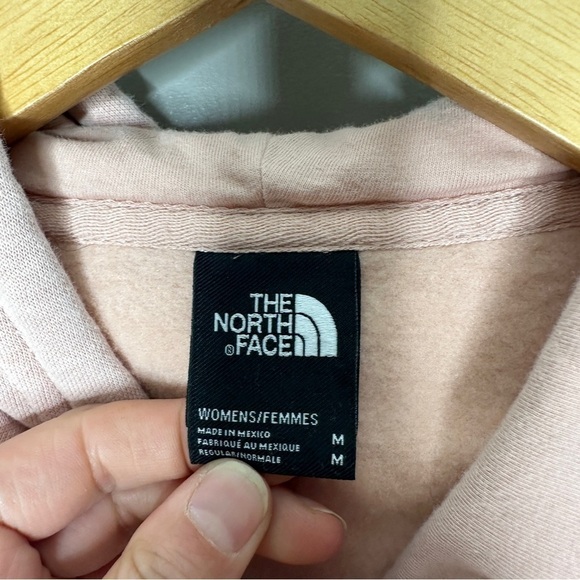 THE
NORTH
®FACE
WOMENS/FEMMES
MADE IN MEXICO M
FABRIQUÉ AU MEXIQUE
REGULAR/NORMALE M